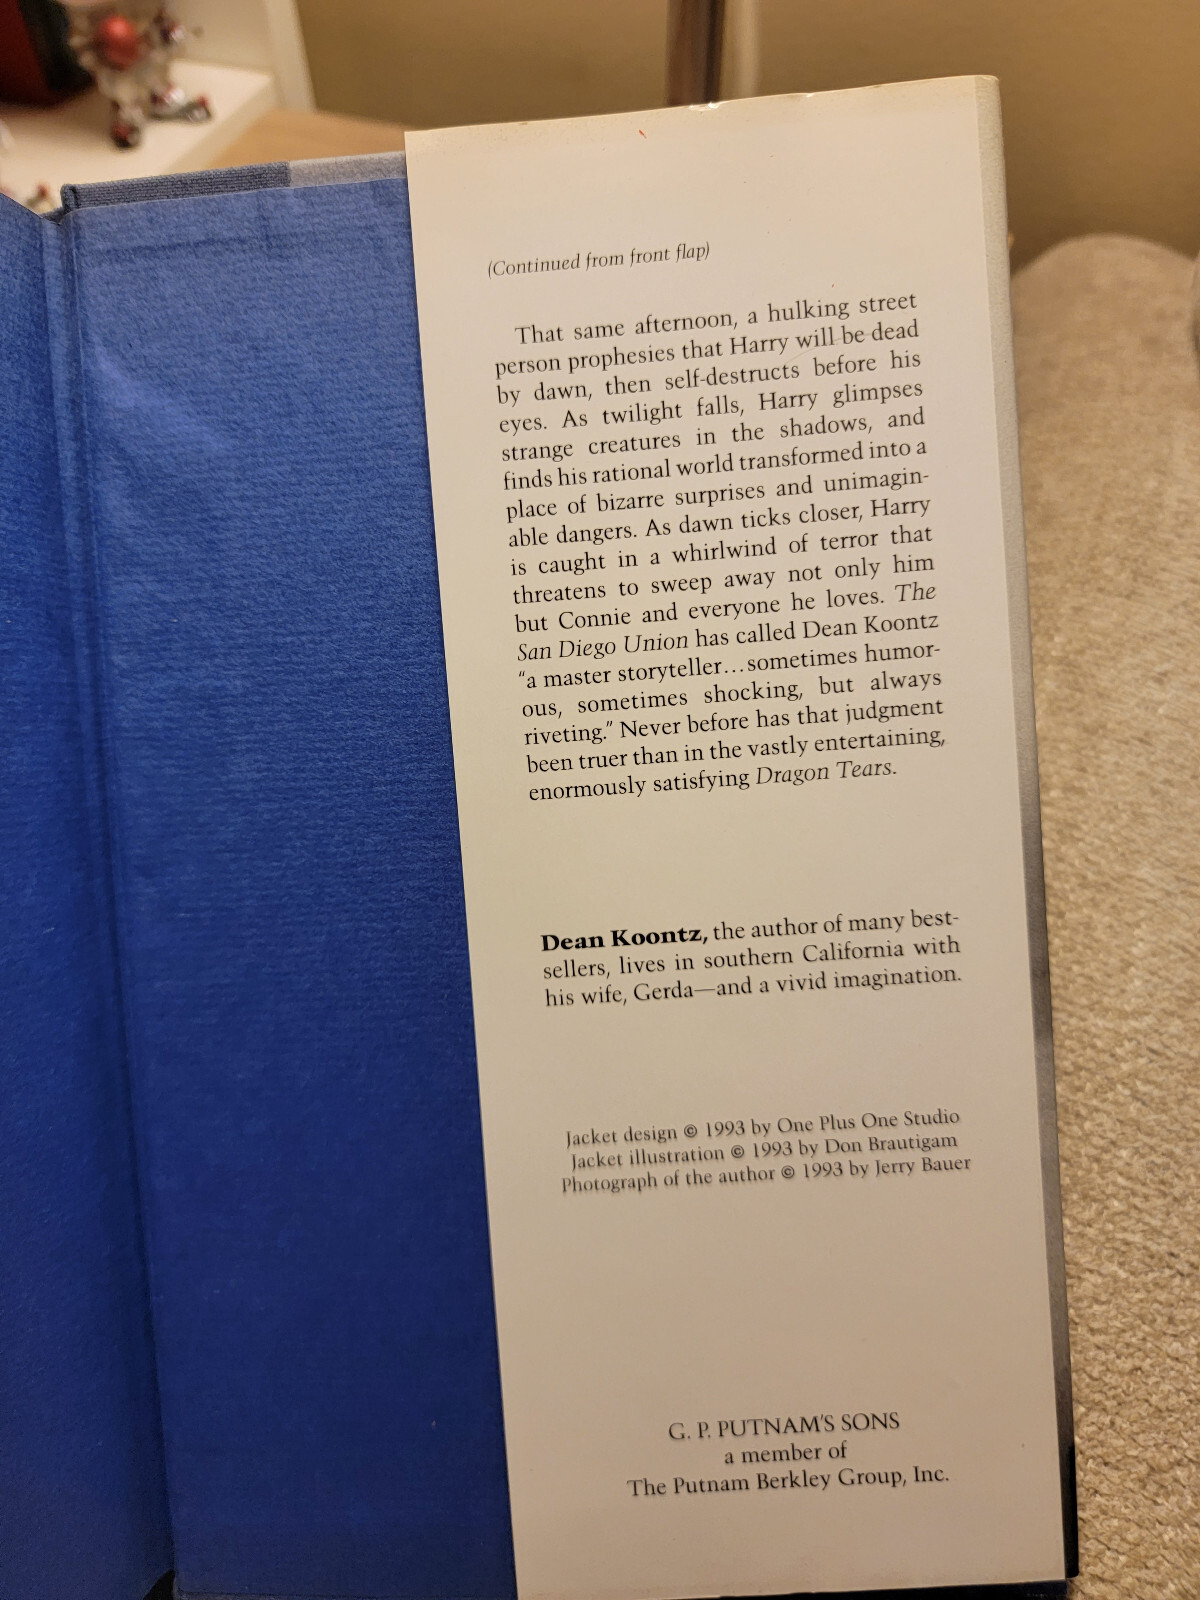 (Continued from front flap)
That same afternoon, a hulking street
person prophesies that Harry will be dead
by dawn, then self-destructs before his
eyes. As twilight falls, Harry glimpses
strange creatures in the shadows, and
finds his rational world transformed into a
place of bizarre surprises and unimagin-
able dangers. As dawn ticks closer, Harry
is caught in a whirlwind of terror that
threatens to sweep away not only him
but Connie and everyone he loves. The
San Diego Union has called Dean Koontz
"a master storyteller...sometimes humor-
ous, sometimes shocking, but always
riveting." Never before has that judgment
been truer than in the vastly entertaining,
enormously satisfying Dragon Tears.
Dean Koontz, the author of many best-
sellers, lives in southern California with
his wife, Gerda—and a vivid imagination.
Jacket design © 1993 by One Plus One Studio
Jacket illustration © 1993 by Don Brautigam
Photograph of the author © 1993 by Jerry Bauer
G. P. PUTNAM'S SONS
a member of
The Putnam Berkley Group, Inc.